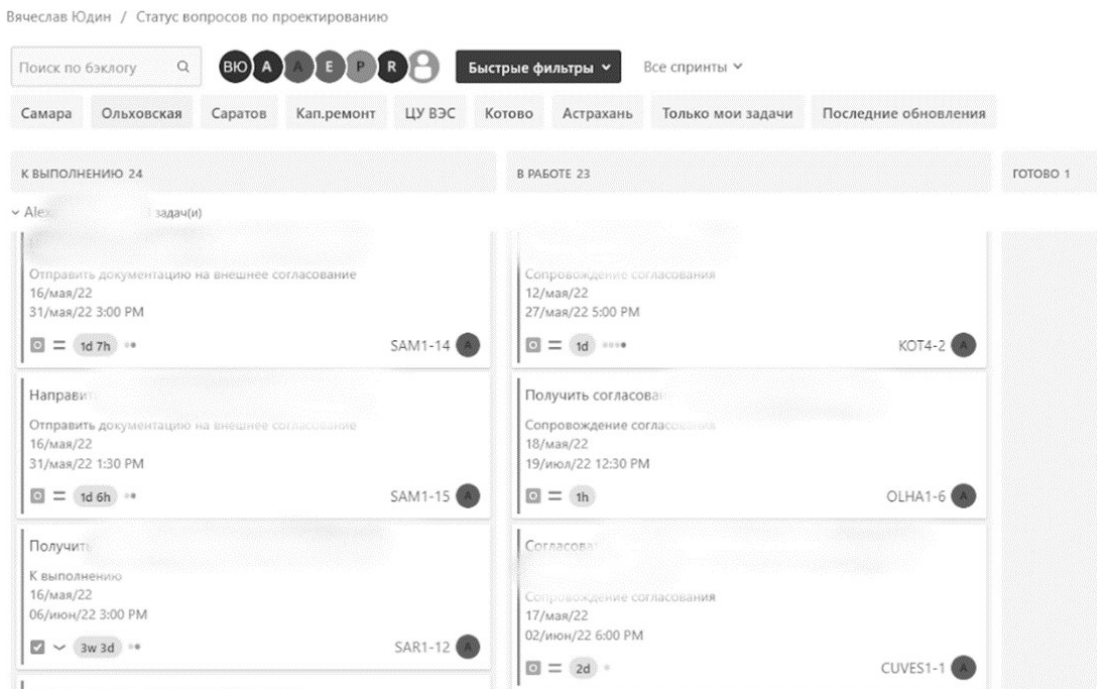 Вячеслав Юдин / Статус вопросов по проектированию
Поиск по бэклогу
ВЮ A A E P R
Быстрые фильтры
Все спринты
Самара Ольховская Саратов Кап.ремонт ЦУ ВЭС Котово Астрахань Только мои задачи Последние обновления
К ВЫПОЛНЕНИЮ 24
В РАБОТЕ 23
ГОТОВО 1
задач(и)
Отправить документацию на внешнее согласование
16/мая/22
31/мая/22 3:00 PM
1d 7h
SAM1-14 A
Отправить документацию на внешнее согласование
16/мая/22
31/мая/22 1:30 PM
1d 6h
SAM1-15 A
Получить
К выполнению
16/мая/22
06/июн/22 3:00 PM
3w 3d
SAR1-12 A
Сопровождение согласования
12/мая/22
27/мая/22 5:00 PM
1d
KOT4-2 A
Получить
Сопровождение согласования
18/мая/22
19/июл/22 12:30 PM
1h
OLHA1-6 A
Сопровождение согласования
17/мая/22
02/июн/22 6:00 PM
2d
CUVES1-1 A